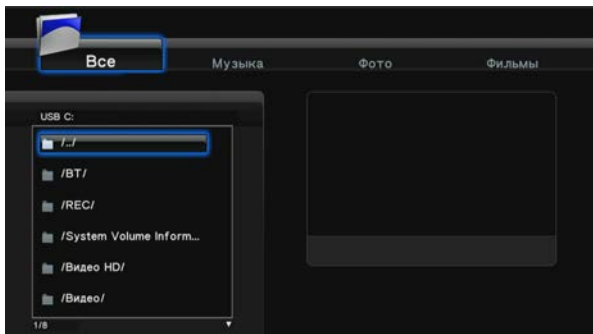 Все Музыка Фото Фильмы
USB C:
/../
/BT/
/REC/
/System Volume Inform...
/Видео HD/
/Видео/
1/8